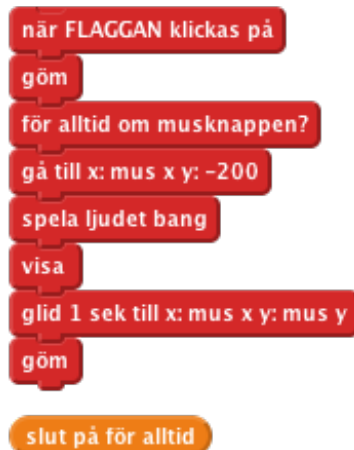 när FLAGGAN klickas på
göm
för alltid om musknappen?
gå till x: mus x y: -200
spela ljudet bang
visa
glid 1 sek till x: mus x y: mus y
göm
slut på för alltid